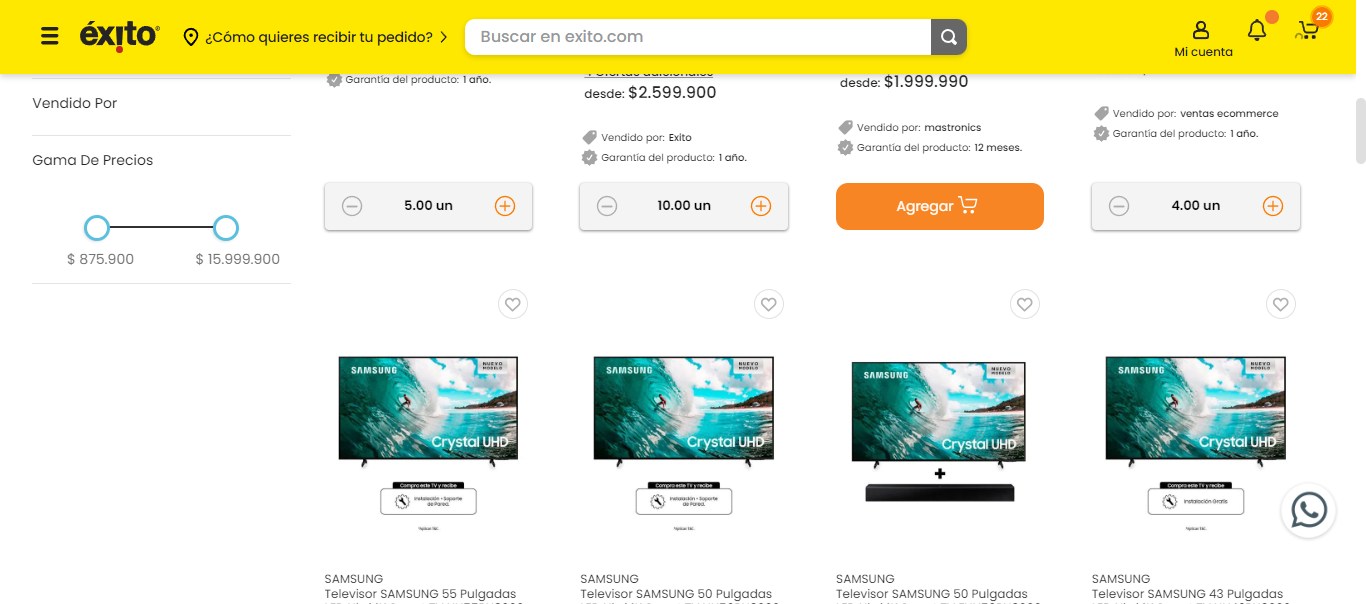 éxito
¿Cómo quieres recibir tu pedido?
Buscar en exito.com
Mi cuenta
22
Vendido Por
Gama De Precios
$ 875.900
$ 15.999.900
Garantía del producto: 1 año.
desde: $2.599.900
Vendido por: Exito
Garantía del producto: 1 año.
desde: $1.999.990
Vendido por: mastronics
Garantía del producto: 12 meses.
Vendido por: ventas ecommerce
Garantía del producto: 1 año.
5.00 un
10.00 un
Agregar
4.00 un
SAMSUNG
NUEVO
MODELO
Crystal UHD
Compra este TV y recibe
Instalación + Soporte
de Pared.
SAMSUNG
Televisor SAMSUNG 55 Pulgadas
SAMSUNG
NUEVO
MODELO
Crystal UHD
Compra este TV y recibe
Instalación + Soporte
de Pared.
SAMSUNG
Televisor SAMSUNG 50 Pulgadas
SAMSUNG
NUEVO
MODELO
Crystal UHD
+
SAMSUNG
Televisor SAMSUNG 50 Pulgadas
SAMSUNG
NUEVO
MODELO
Crystal UHD
Compra este TV y recibe
Instalación Gratis
SAMSUNG
Televisor SAMSUNG 43 Pulgadas